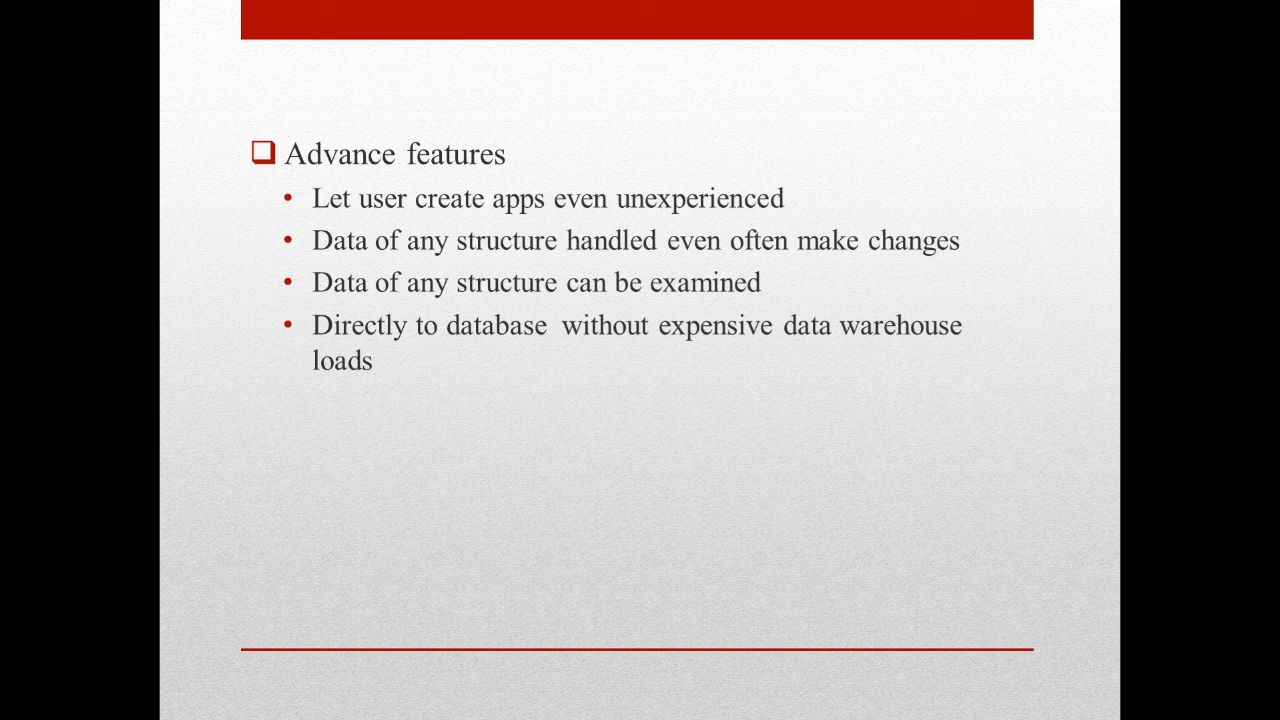 Advance features
Let user create apps even unexperienced
Data of any structure handled even often make changes
Data of any structure can be examined
Directly to database without expensive data warehouse
loads